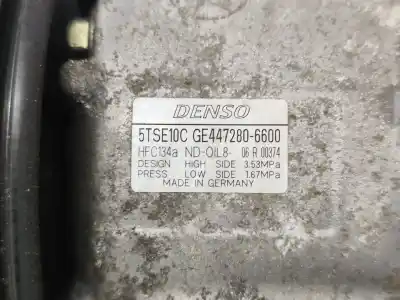 DENSO
5TSE10C GE447280-6600
HFC134a ND-OIL8- 06 R 00374
DESIGN HIGH SIDE 3.53MPa
PRESS LOW SIDE 1.67MPa
MADE IN GERMANY